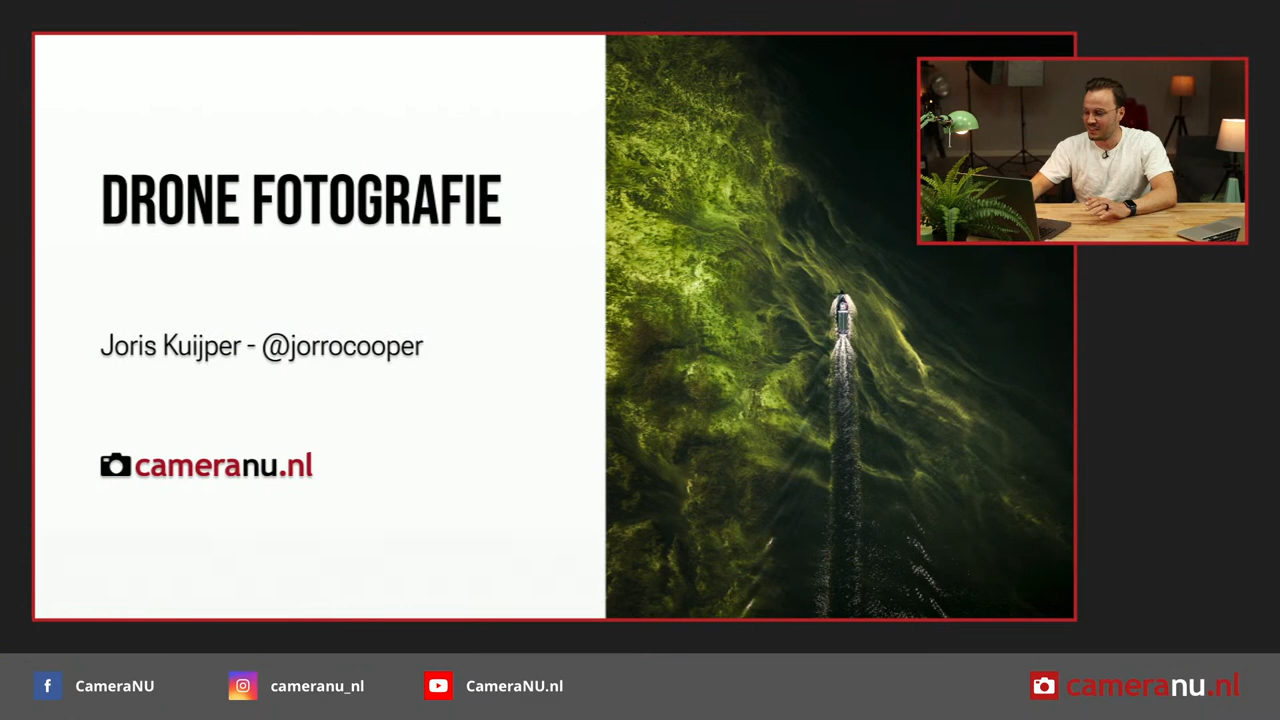 DRONE FOTOGRAFIE
Joris Kuijper - @jorrocooper
cameranu.nl
CameraNU
cameranu_nl
CameraNU.nl
cameranu.nl